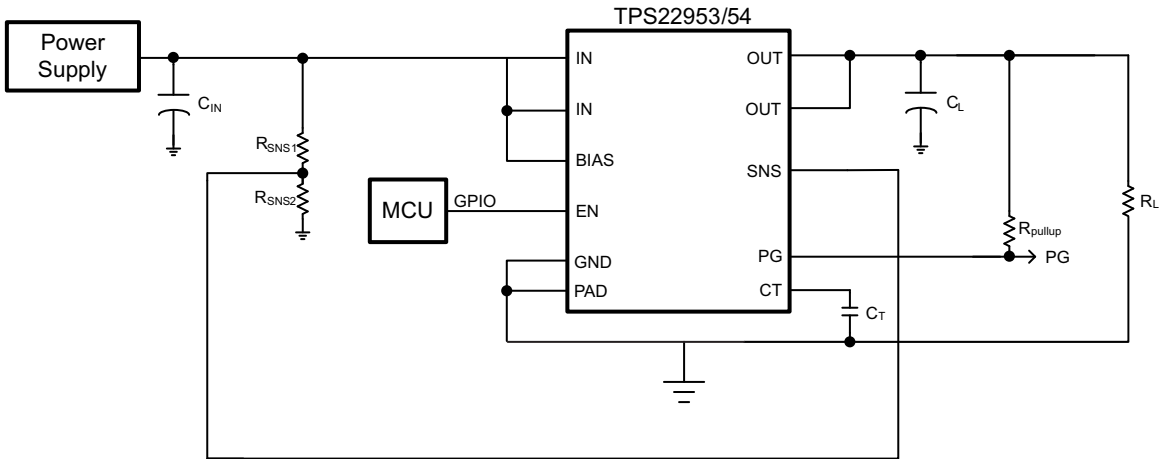 TPS22953/54
Power
Supply
C_IN
R_SNS1
R_SNS2
MCU
GPIO
IN
IN
BIAS
EN
GND
PAD
OUT
OUT
SNS
PG
CT
C_L
R_pullup
PG
R_L
C_T